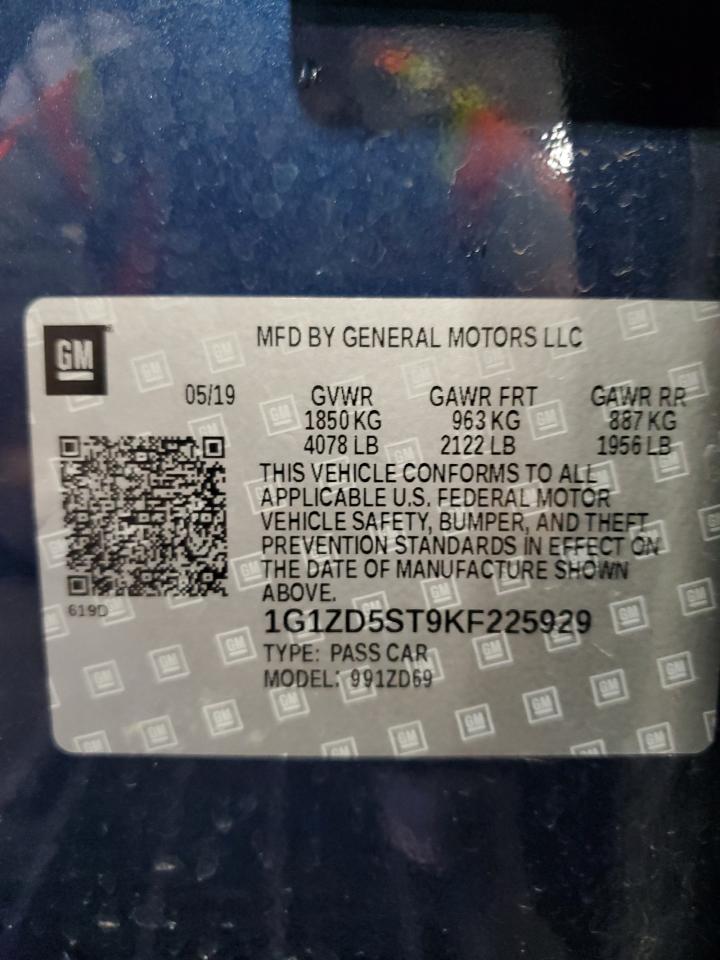 GM
MFD BY GENERAL MOTORS LLC
05/19 GVWR GAWR FRT GAWR RR
1850 KG 963 KG 887 KG
4078 LB 2122 LB 1956 LB
THIS VEHICLE CONFORMS TO ALL
APPLICABLE U.S. FEDERAL MOTOR
VEHICLE SAFETY, BUMPER, AND THEFT
PREVENTION STANDARDS IN EFFECT ON
THE DATE OF MANUFACTURE SHOWN
ABOVE.
619D
1G1ZD5ST9KF225929
TYPE: PASS CAR
MODEL: 991ZD69